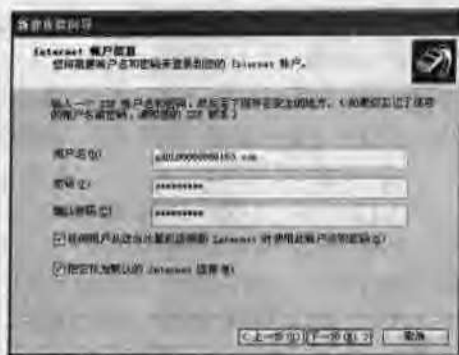 新建连接向导
Internet 帐户信息
您将需要帐户名和密码来登录到您的 Internet 帐户。
输入一个 ISP 帐户名和密码，然后写下保存在安全的地方。（如果您忘记了现存
的帐户名或密码，请和您的 ISP 联系）
用户名(U)
密码(P)
*********
确认密码(C)
*********
任何用户从这台计算机连接到 Internet 时使用此帐户名和密码(S)
把它作为默认的 Internet 连接(M)
<上一步(B) 下一步(N)> 取消